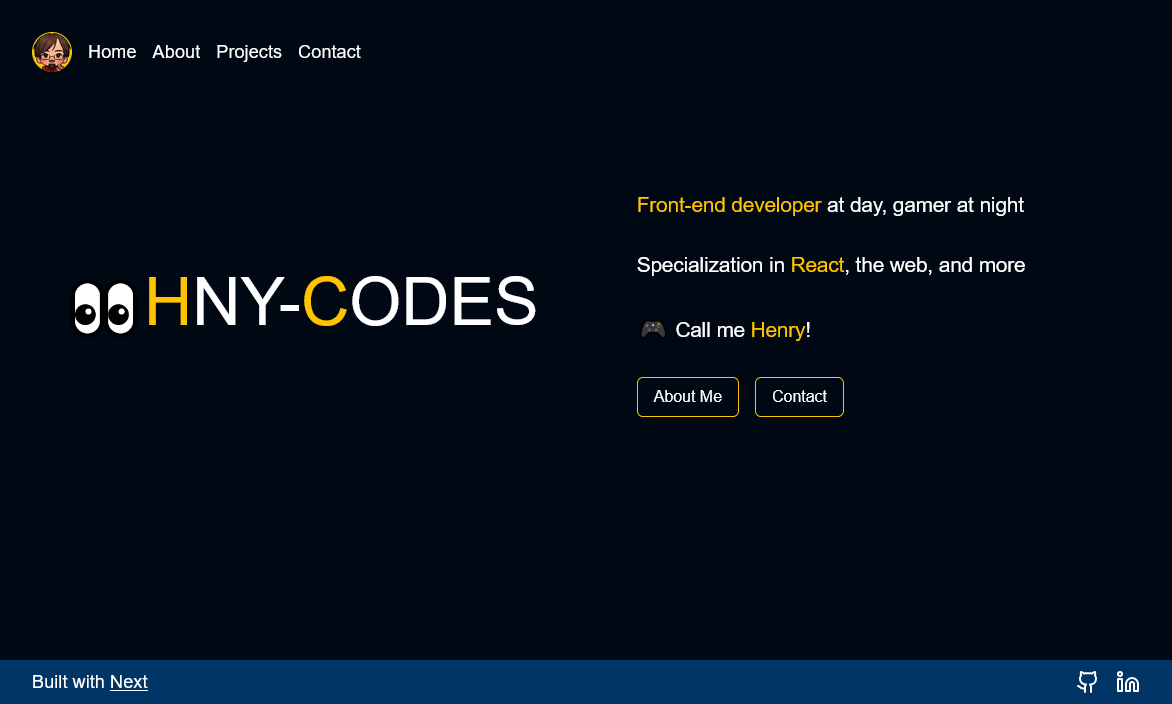 Home About Projects Contact
HNY-CODES
Front-end developer at day, gamer at night
Specialization in React, the web, and more
🎮 Call me Henry!
About Me Contact
Built with Next